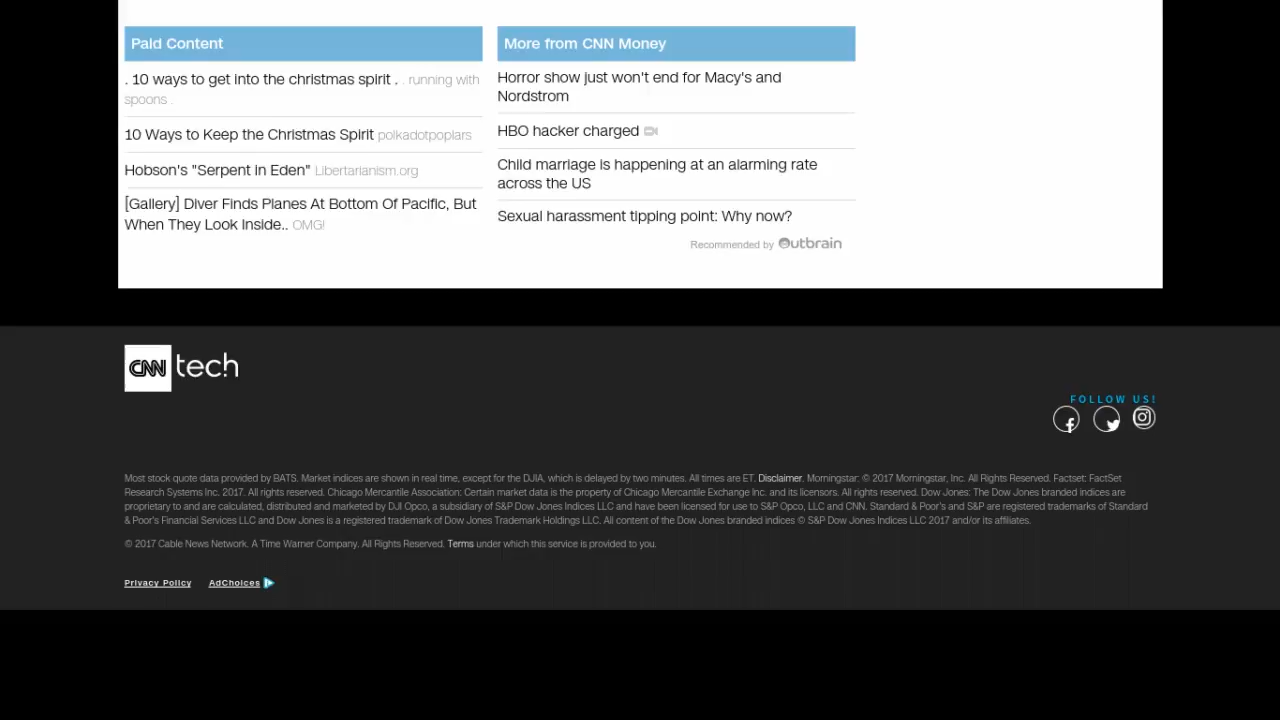 Paid Content
. 10 ways to get into the christmas spirit . . running with
spoons .
10 Ways to Keep the Christmas Spirit polkadotpoplars
Hobson's "Serpent in Eden" Libertarianism.org
[Gallery] Diver Finds Planes At Bottom Of Pacific, But
When They Look Inside.. OMG!
More from CNN Money
Horror show just won't end for Macy's and
Nordstrom
HBO hacker charged
Child marriage is happening at an alarming rate
across the US
Sexual harassment tipping point: Why now?
Recommended by Outbrain
CNN tech
FOLLOW US!
Most stock quote data provided by BATS. Market indices are shown in real time, except for the DJIA, which is delayed by two minutes. All times are ET. Disclaimer. Morningstar: © 2017 Morningstar, Inc. All Rights Reserved. Factset: FactSet
Research Systems Inc. 2017. All rights reserved. Chicago Mercantile Association: Certain market data is the property of Chicago Mercantile Exchange Inc. and its licensors. All rights reserved. Dow Jones: The Dow Jones branded indices are
proprietary to and are calculated, distributed and marketed by DJI Opco, a subsidiary of S&P Dow Jones Indices LLC and have been licensed for use to S&P Opco, LLC and CNN. Standard & Poor's and S&P are registered trademarks of Standard
& Poor's Financial Services LLC and Dow Jones is a registered trademark of Dow Jones Trademark Holdings LLC. All content of the Dow Jones branded indices © S&P Dow Jones Indices LLC 2017 and/or its affiliates.
© 2017 Cable News Network. A Time Warner Company. All Rights Reserved. Terms under which this service is provided to you.
Privacy Policy AdChoices